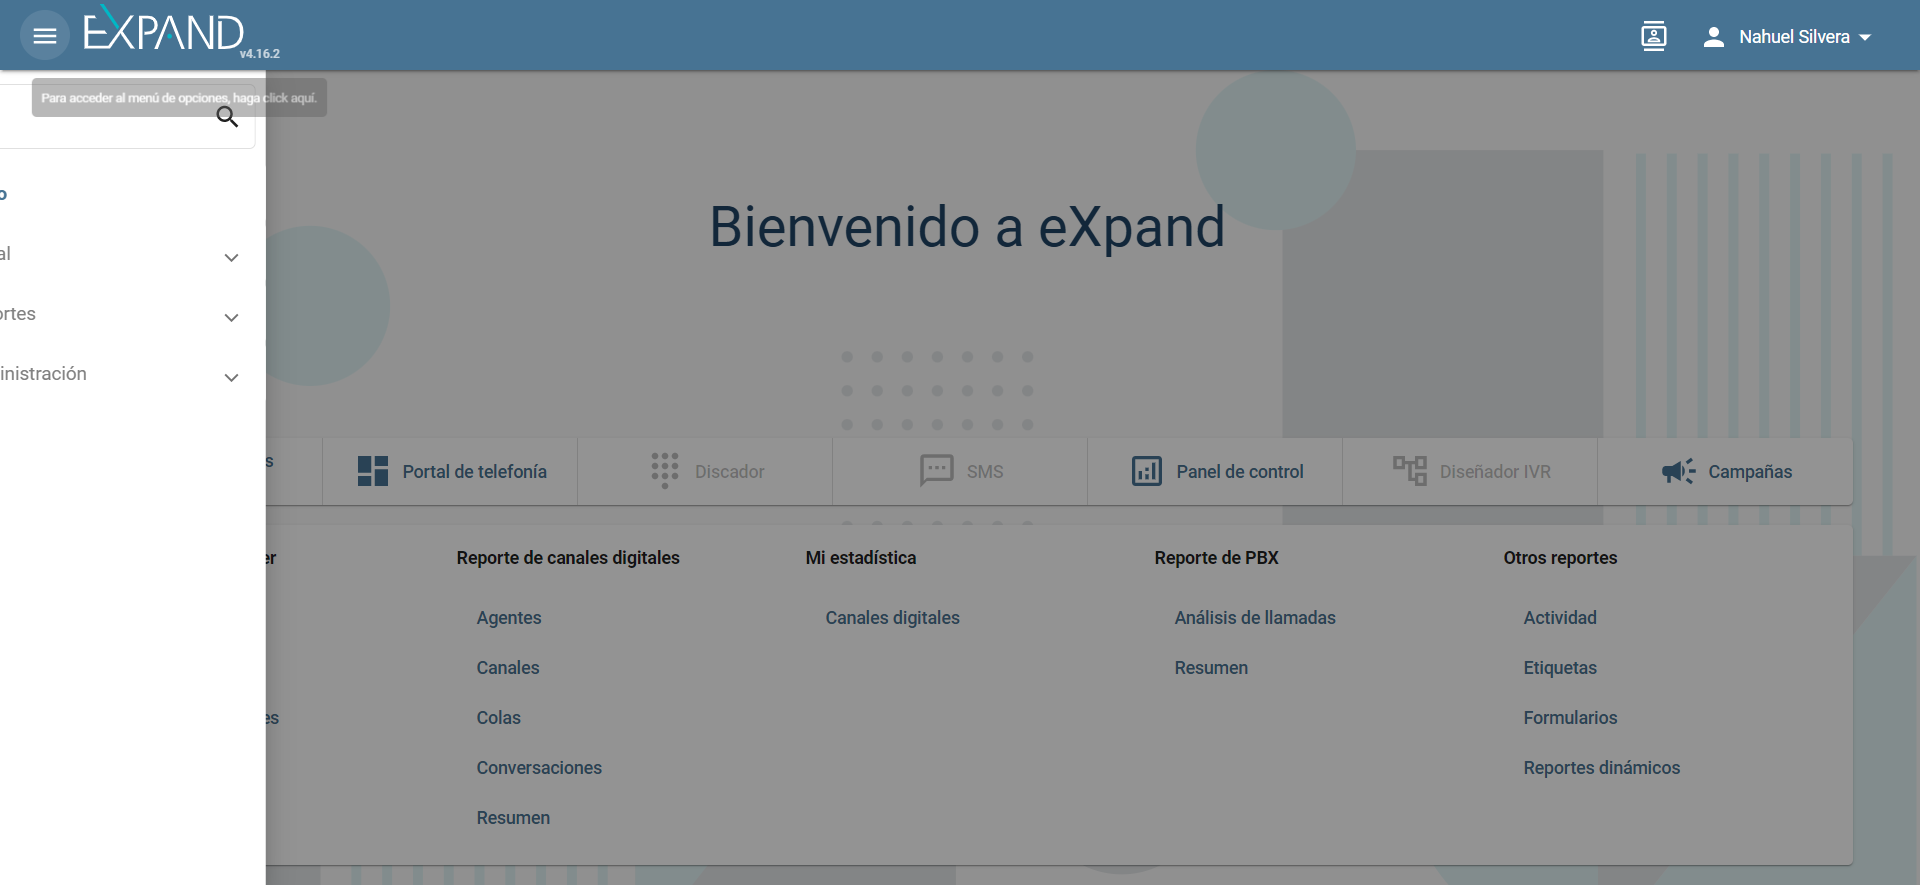 EXPAND
v4.16.2
Nahuel Silvera
Para acceder al menú de opciones, haga click aquí.
o
al
ortes
inistración
Bienvenido a eXpand
s
Portal de telefonía
Discador
SMS
Panel de control
Diseñador IVR
Campañas
er
es
Reporte de canales digitales
Agentes
Canales
Colas
Conversaciones
Resumen
Mi estadística
Canales digitales
Reporte de PBX
Análisis de llamadas
Resumen
Otros reportes
Actividad
Etiquetas
Formularios
Reportes dinámicos